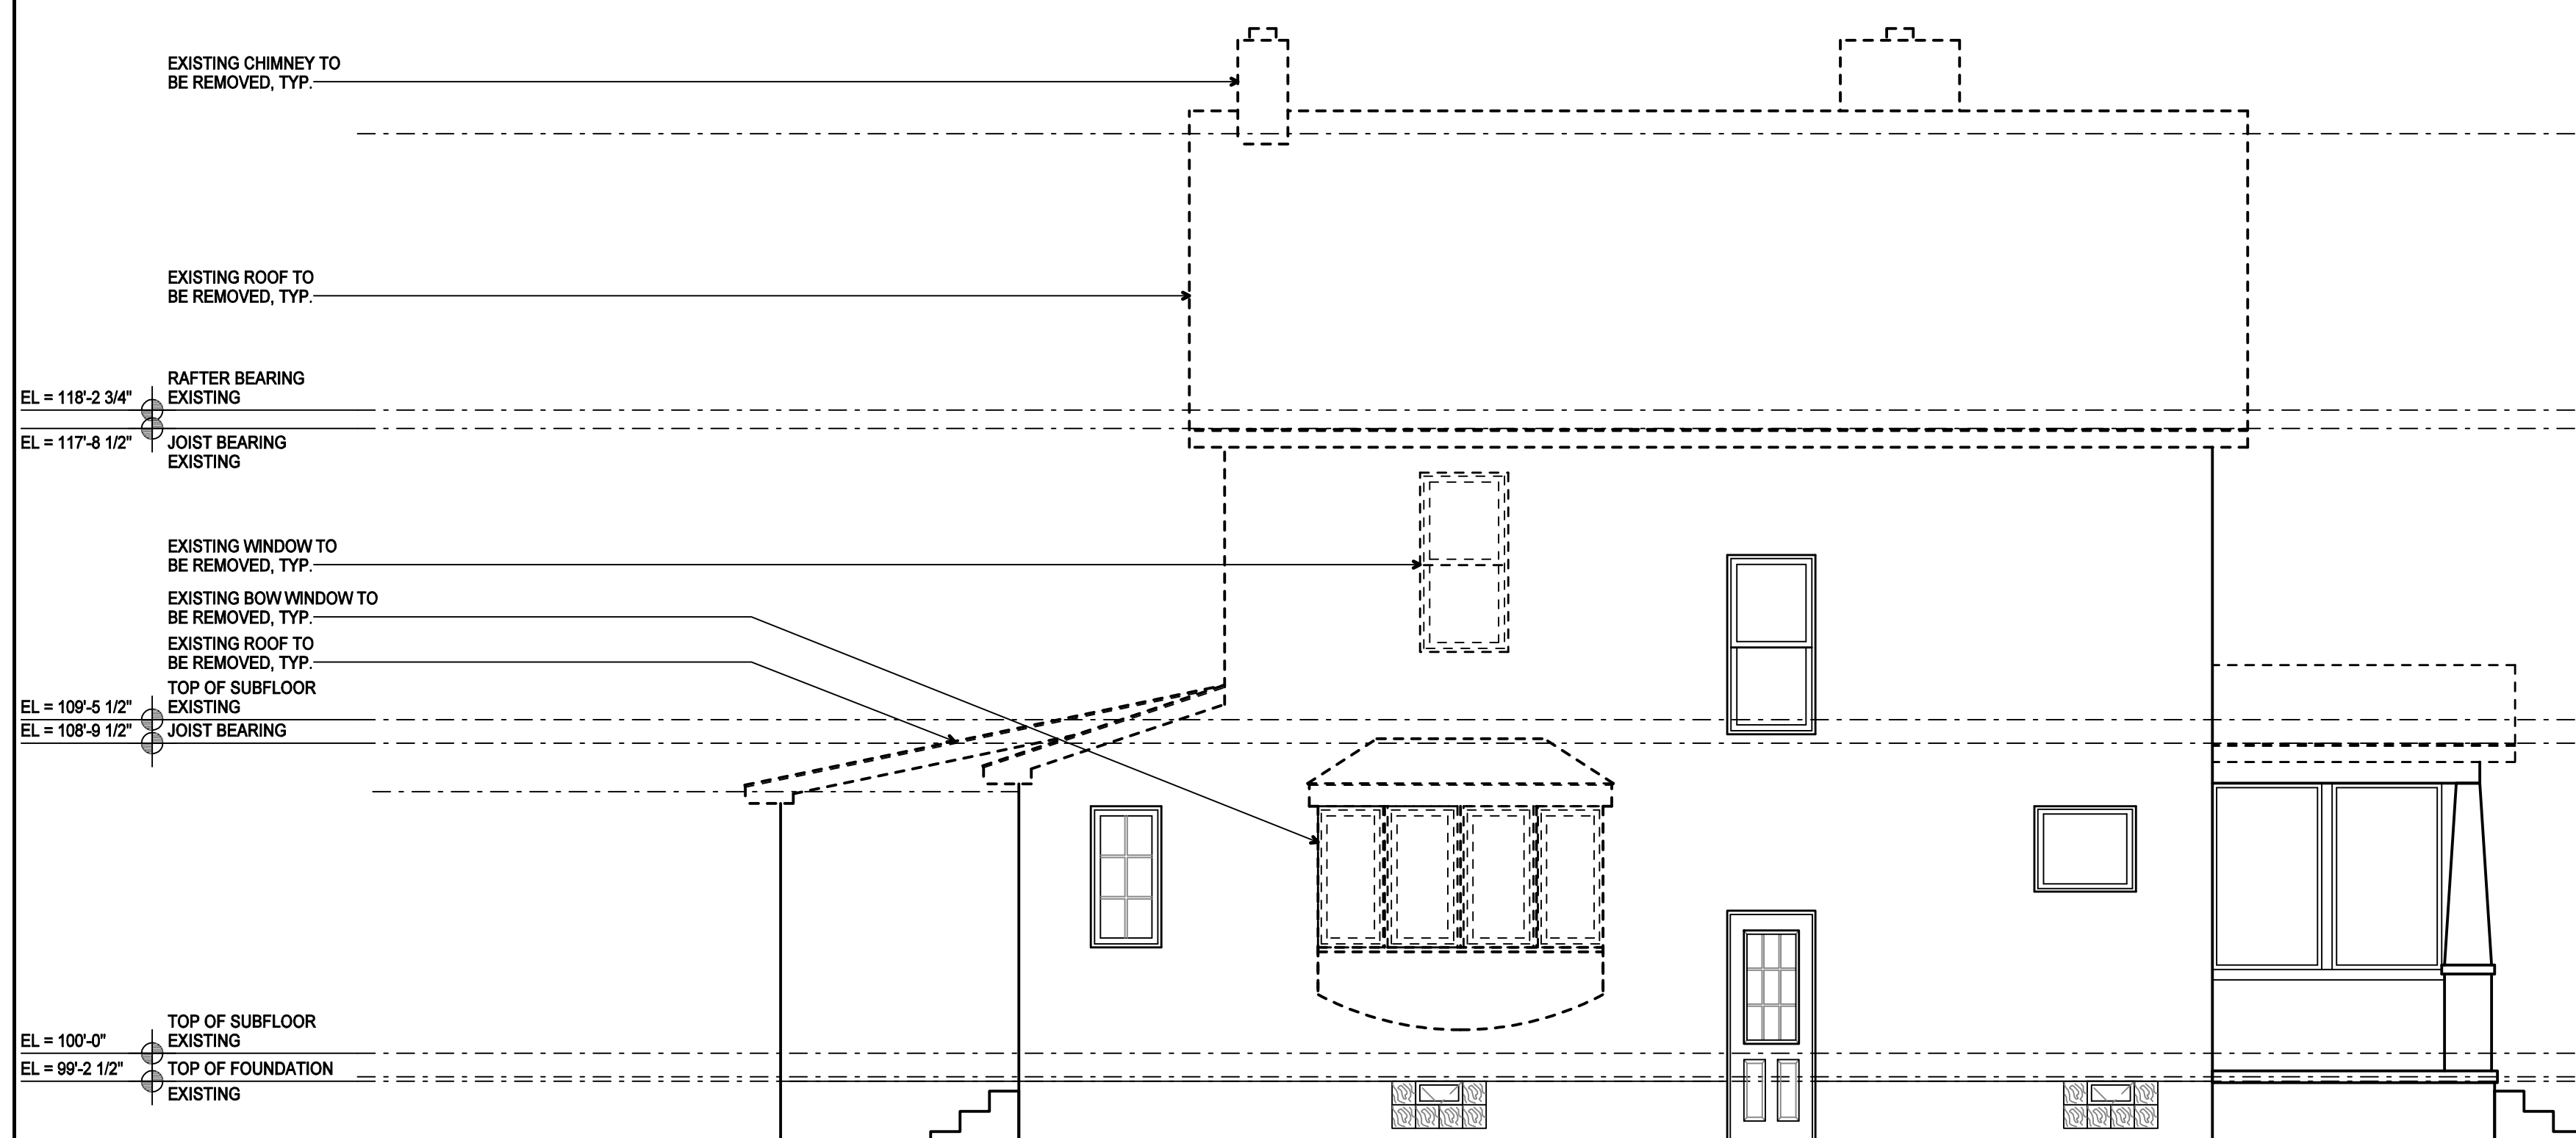 EXISTING CHIMNEY TO
BE REMOVED, TYP.
EXISTING ROOF TO
BE REMOVED, TYP.
RAFTER BEARING
EL = 118'-2 3/4" EXISTING
EL = 117'-8 1/2" JOIST BEARING
EXISTING
EXISTING WINDOW TO
BE REMOVED, TYP.
EXISTING BOW WINDOW TO
BE REMOVED, TYP.
EXISTING ROOF TO
BE REMOVED, TYP.
TOP OF SUBFLOOR
EL = 109'-5 1/2" EXISTING
EL = 108'-9 1/2" JOIST BEARING
TOP OF SUBFLOOR
EL = 100'-0" EXISTING
EL = 99'-2 1/2" TOP OF FOUNDATION
EXISTING